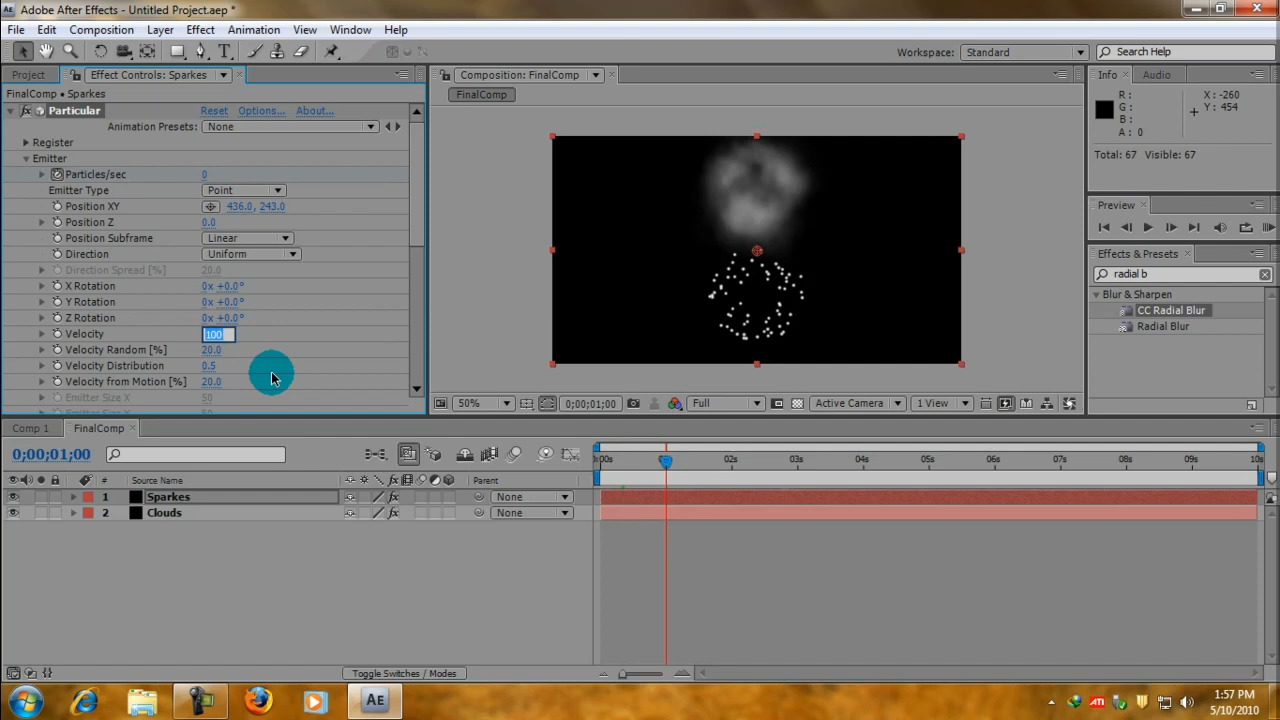 Adobe After Effects - Untitled Project.aep *
File Edit Composition Layer Effect Animation View Window Help
Workspace: Standard Search Help
Project Effect Controls: Sparkes Composition: FinalComp Info Audio
FinalComp • Sparkes FinalComp
Particular Reset Options... About...
Animation Presets: None
Register
Emitter
Particles/sec 0
Emitter Type Point
Position XY 436.0, 243.0
Position Z 0.0
Position Subframe Linear
Direction Uniform
Direction Spread [%] 20.0
X Rotation 0x +0.0°
Y Rotation 0x +0.0°
Z Rotation 0x +0.0°
Velocity 100
Velocity Random [%] 20.0
Velocity Distribution 0.5
Velocity from Motion [%] 20.0
Emitter Size X 50
50% 0;00;01;00 Full Active Camera 1 View
R: X: -260
G: Y: 454
B:
A: 0
Total: 67 Visible: 67
Preview
Effects & Presets
radial b
Blur & Sharpen
CC Radial Blur
Radial Blur
Comp 1 FinalComp
0;00;01;00
:00s 02s 03s 04s 05s 06s 07s 08s 09s 10s
# Source Name Parent
1 Sparkes None
2 Clouds None
Toggle Switches / Modes
AE ATI 1:57 PM
5/10/2010